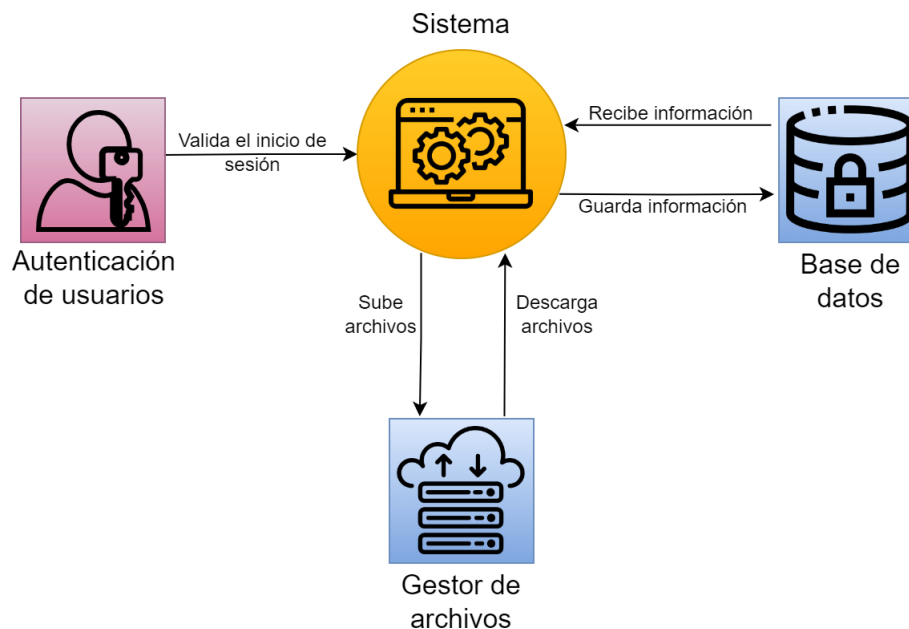 Sistema
Valida el inicio de
sesión
Recibe información
Guarda información
Autenticación
de usuarios
Base de
datos
Sube
archivos
Descarga
archivos
Gestor de
archivos